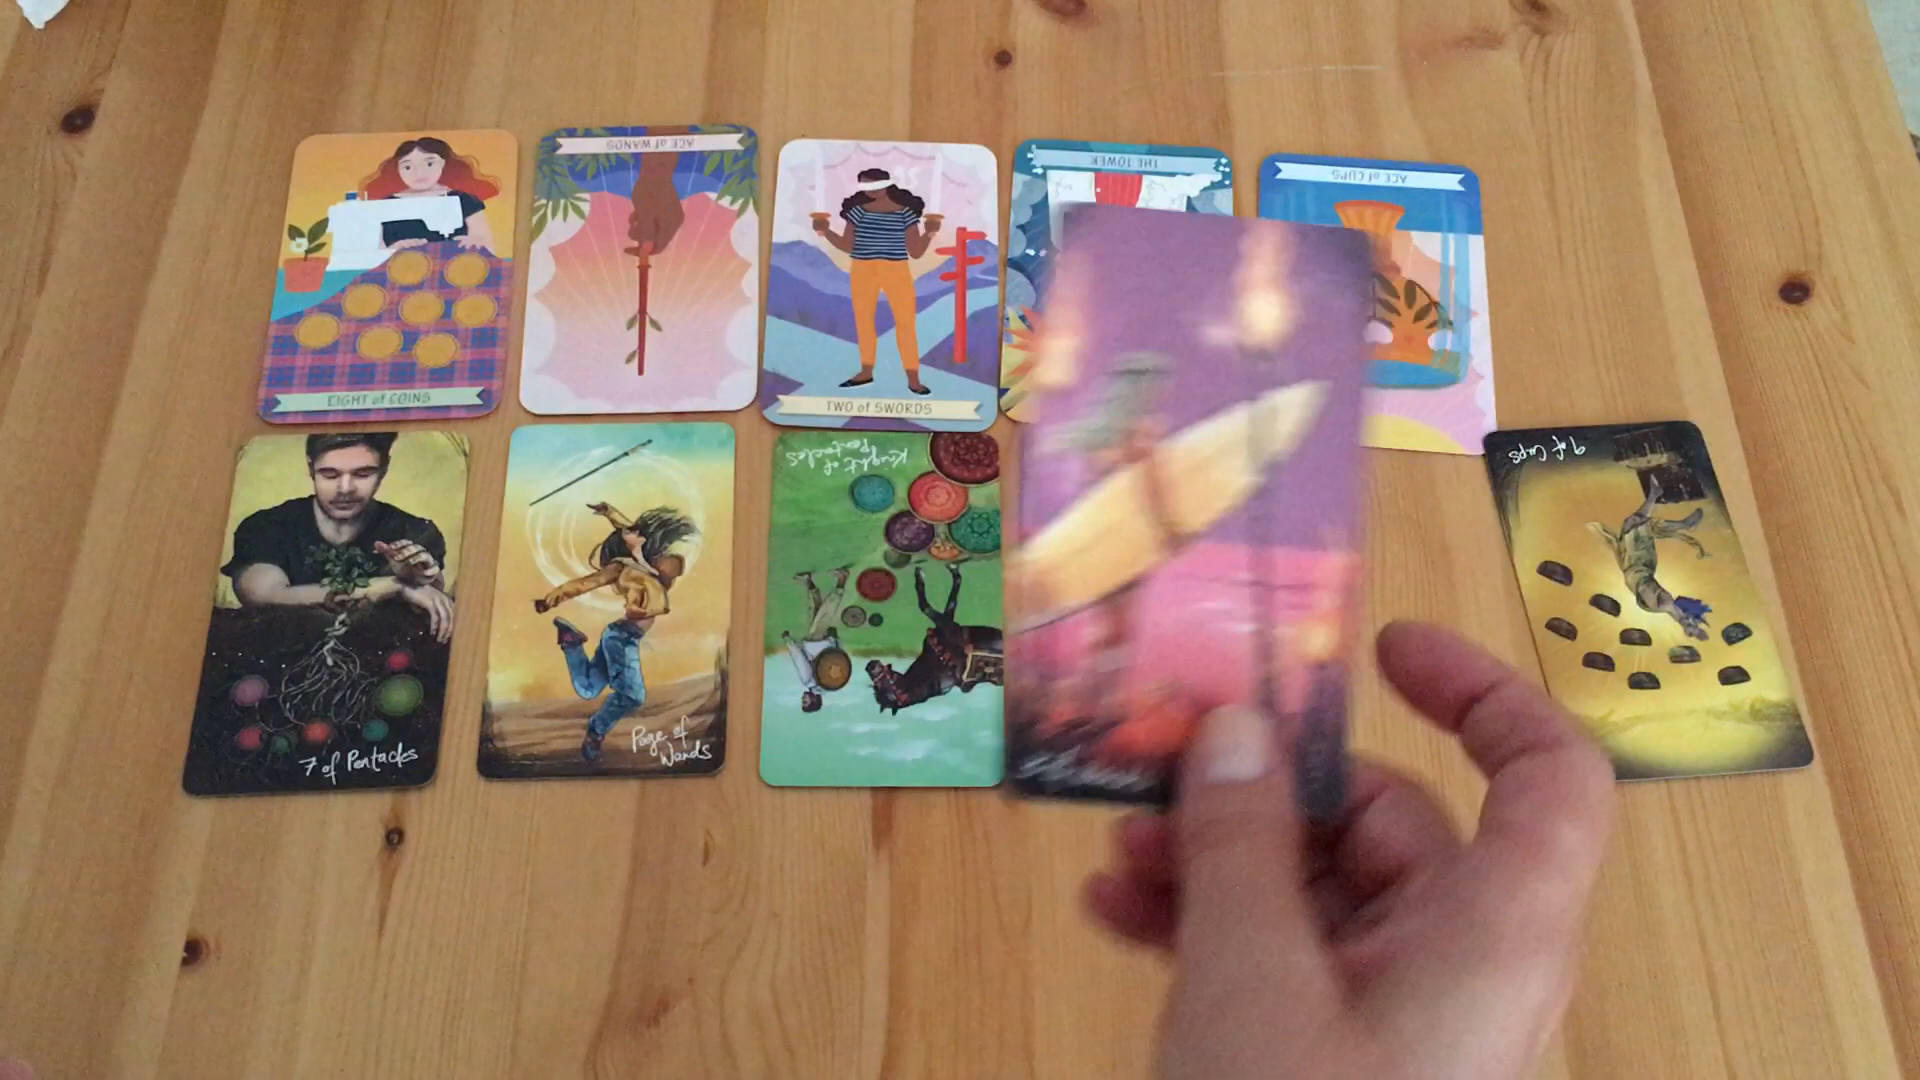 ACE of WANDS
THE TOWER
ACE of CUPS
EIGHT of COINS
TWO of SWORDS
9 of Cups
Knight of
Pentacles
7 of Pentacles
Page of
Wands